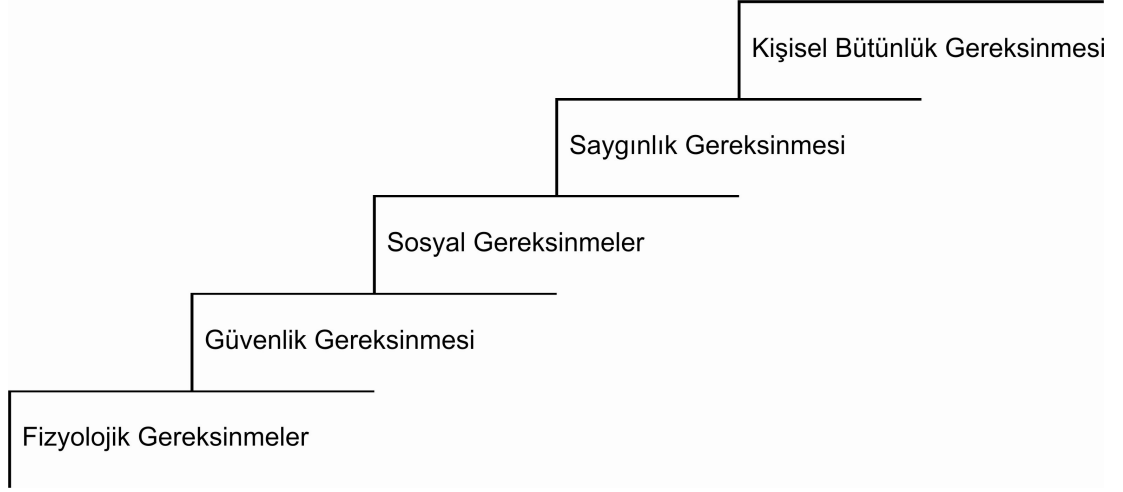 Kişisel Bütünlük Gereksinmesi
Saygınlık Gereksinmesi
Sosyal Gereksinmeler
Güvenlik Gereksinmesi
Fizyolojik Gereksinmeler